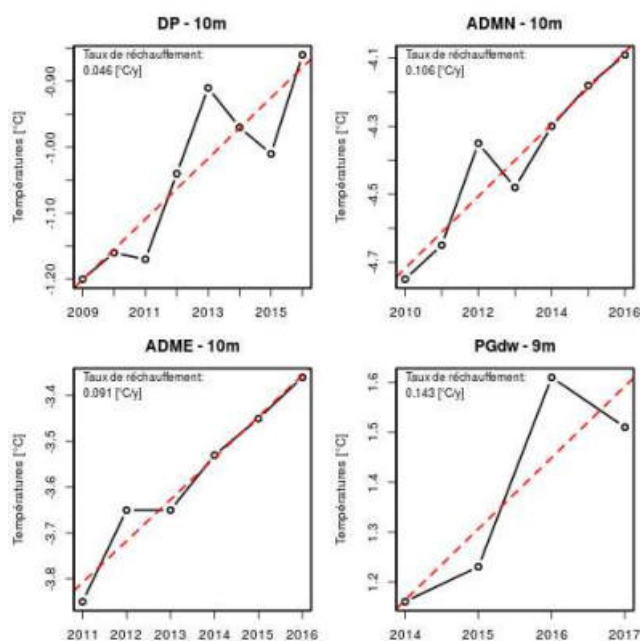 DP - 10m
Taux de réchauffement:
0.046 [°C/y]
Températures [°C]
-0.90
-1.00
-1.10
-1.20
2009 2011 2013 2015
ADMN - 10m
Taux de réchauffement:
0.106 [°C/y]
Températures [°C]
-4.1
-4.3
-4.5
-4.7
2010 2012 2014 2016
ADME - 10m
Taux de réchauffement:
0.091 [°C/y]
Températures [°C]
-3.4
-3.5
-3.6
-3.7
-3.8
2011 2012 2013 2014 2015 2016
PGdw - 9m
Taux de réchauffement:
0.143 [°C/y]
Températures [°C]
1.6
1.5
1.4
1.3
1.2
2014 2015 2016 2017